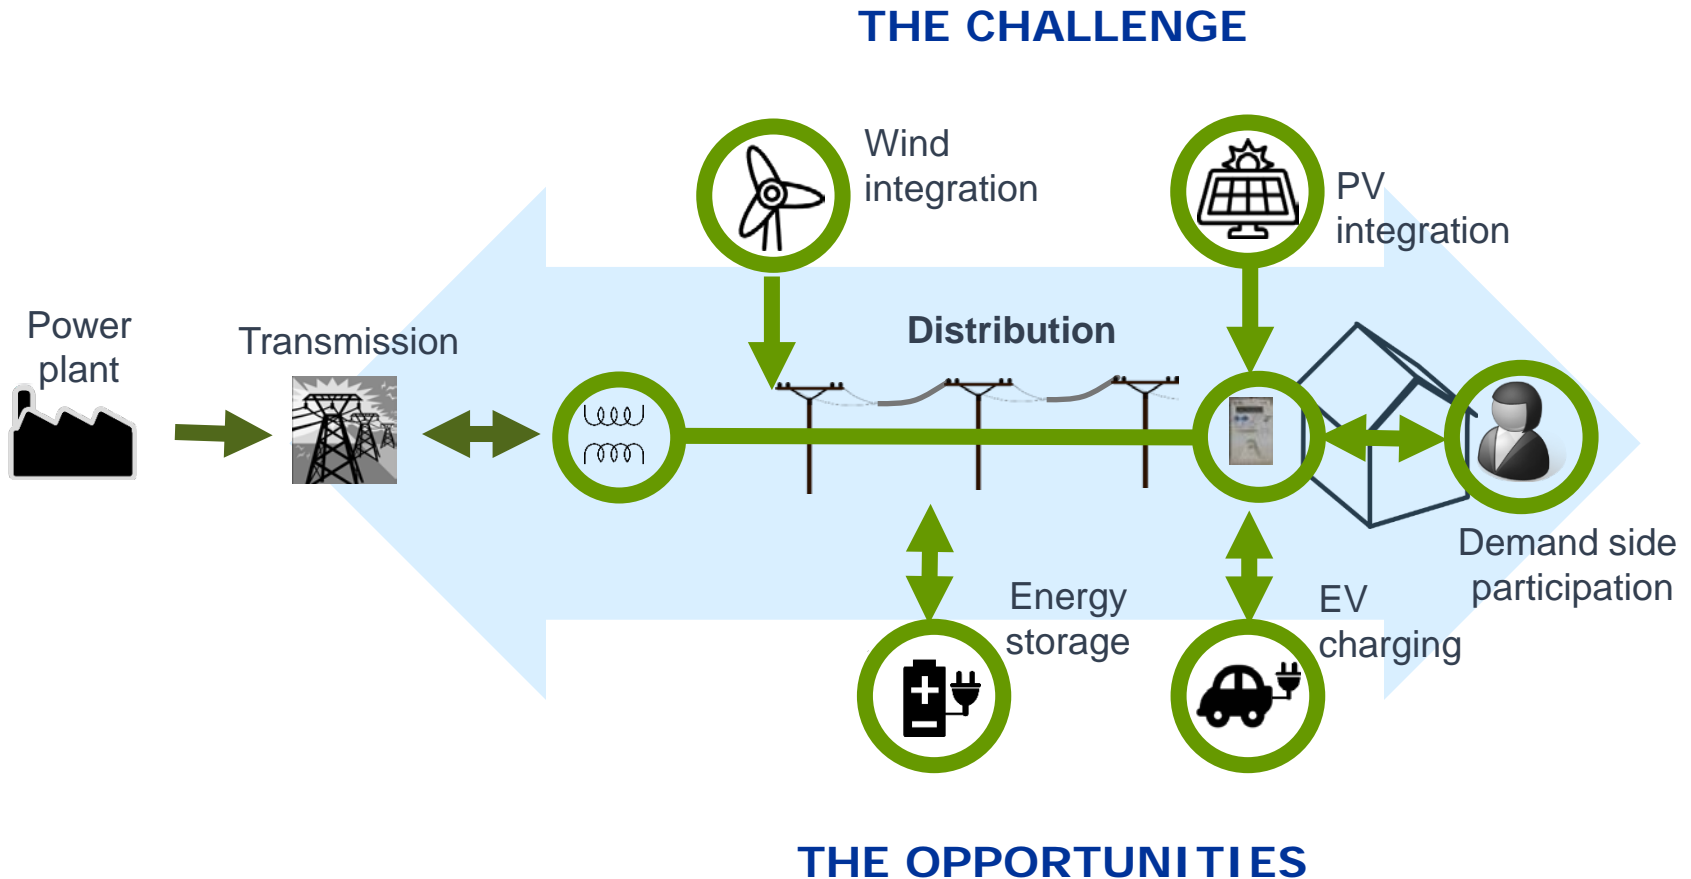 THE CHALLENGE
Wind
integration
PV
integration
Power
plant
Transmission
Distribution
Demand side
participation
Energy
storage
EV
charging
THE OPPORTUNITIES